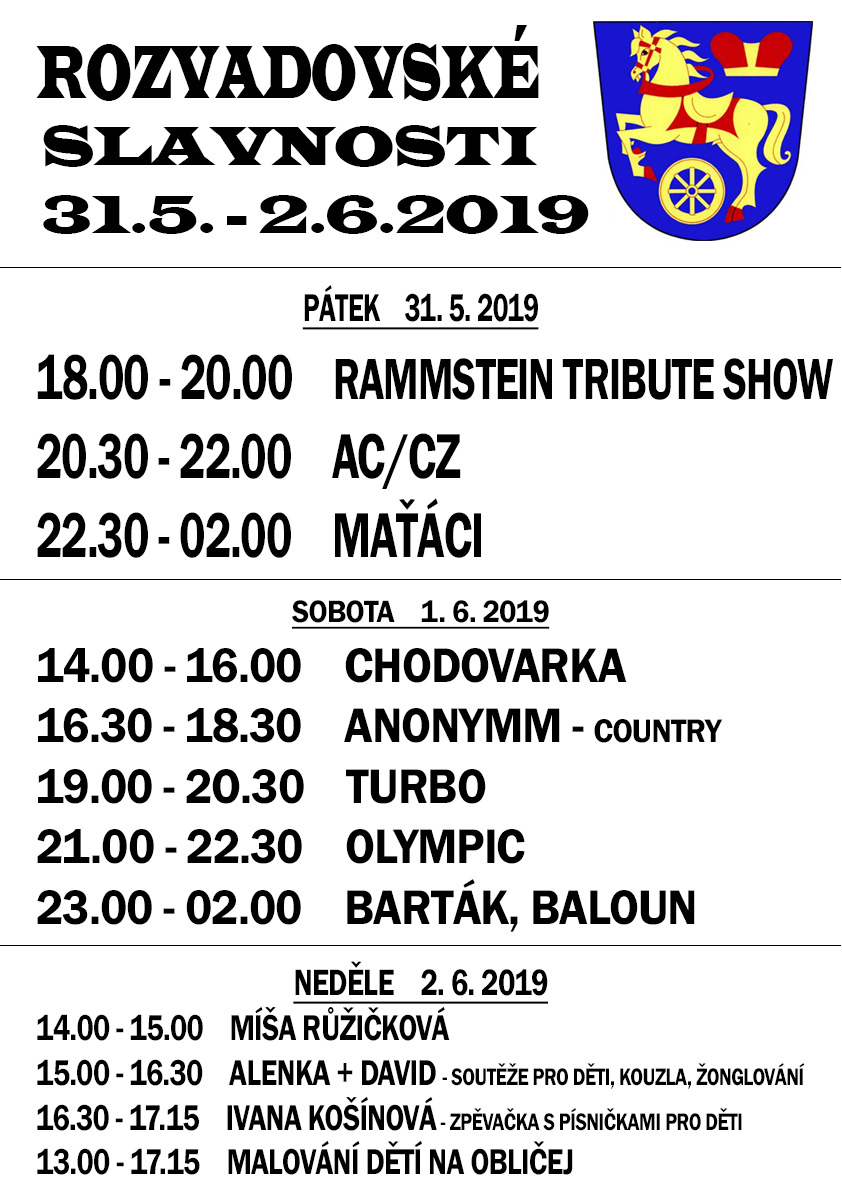 ROZVADOVSKÉ
SLAVNOSTI
31.5. - 2.6.2019
PÁTEK 31. 5. 2019
18.00 - 20.00 RAMMSTEIN TRIBUTE SHOW
20.30 - 22.00 AC/CZ
22.30 - 02.00 MAŤÁCI
SOBOTA 1. 6. 2019
14.00 - 16.00 CHODOVARKA
16.30 - 18.30 ANONYMM - COUNTRY
19.00 - 20.30 TURBO
21.00 - 22.30 OLYMPIC
23.00 - 02.00 BARTÁK, BALOUN
NEDĚLE 2. 6. 2019
14.00 - 15.00 MÍŠA RŮŽIČKOVÁ
15.00 - 16.30 ALENKA + DAVID - SOUTĚŽE PRO DĚTI, KOUZLA, ŽONGLOVÁNÍ
16.30 - 17.15 IVANA KOŠÍNOVÁ - ZPĚVAČKA S PÍSNIČKAMI PRO DĚTI
13.00 - 17.15 MALOVÁNÍ DĚTÍ NA OBLIČEJ